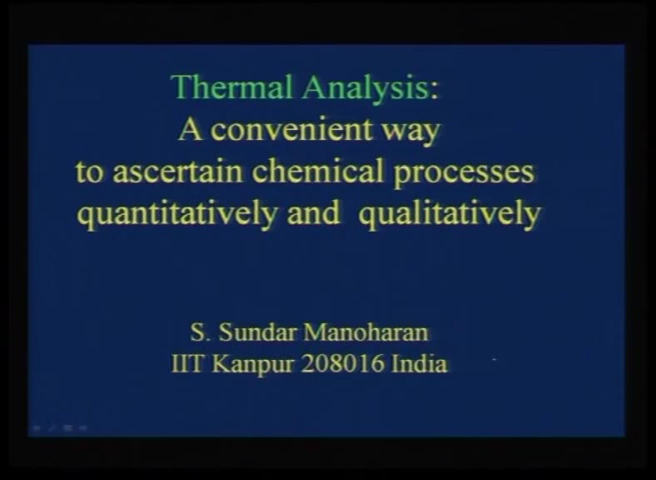 Thermal Analysis:
A convenient way
to ascertain chemical processes
quantitatively and qualitatively
S. Sundar Manoharan
IIT Kanpur 208016 India